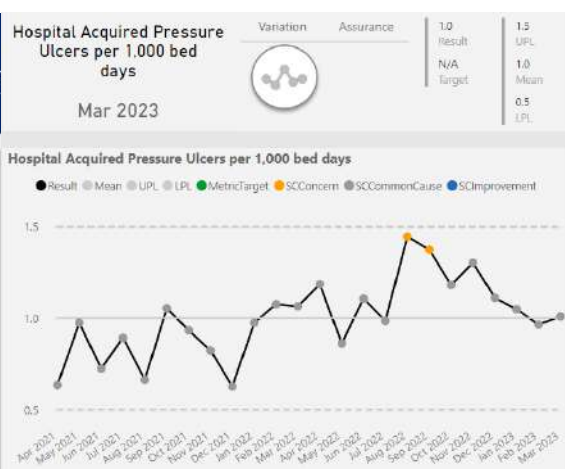 Hospital Acquired Pressure
Ulcers per 1,000 bed
days
Mar 2023
Variation
Assurance
1.0
Result
N/A
Target
1.5
UPL
1.0
Mean
0.5
LPL
Hospital Acquired Pressure Ulcers per 1,000 bed days
Result Mean UPL LPL MetricTarget SCConcern SCCommonCause SCImprovement
1.5
1.0
0.5
Apr 2021 May 2021 Jun 2021 Jul 2021 Aug 2021 Sep 2021 Oct 2021 Nov 2021 Dec 2021 Jan 2022 Feb 2022 Mar 2022 Apr 2022 May 2022 Jun 2022 Jul 2022 Aug 2022 Sep 2022 Oct 2022 Nov 2022 Dec 2022 Jan 2023 Feb 2023 Mar 2023